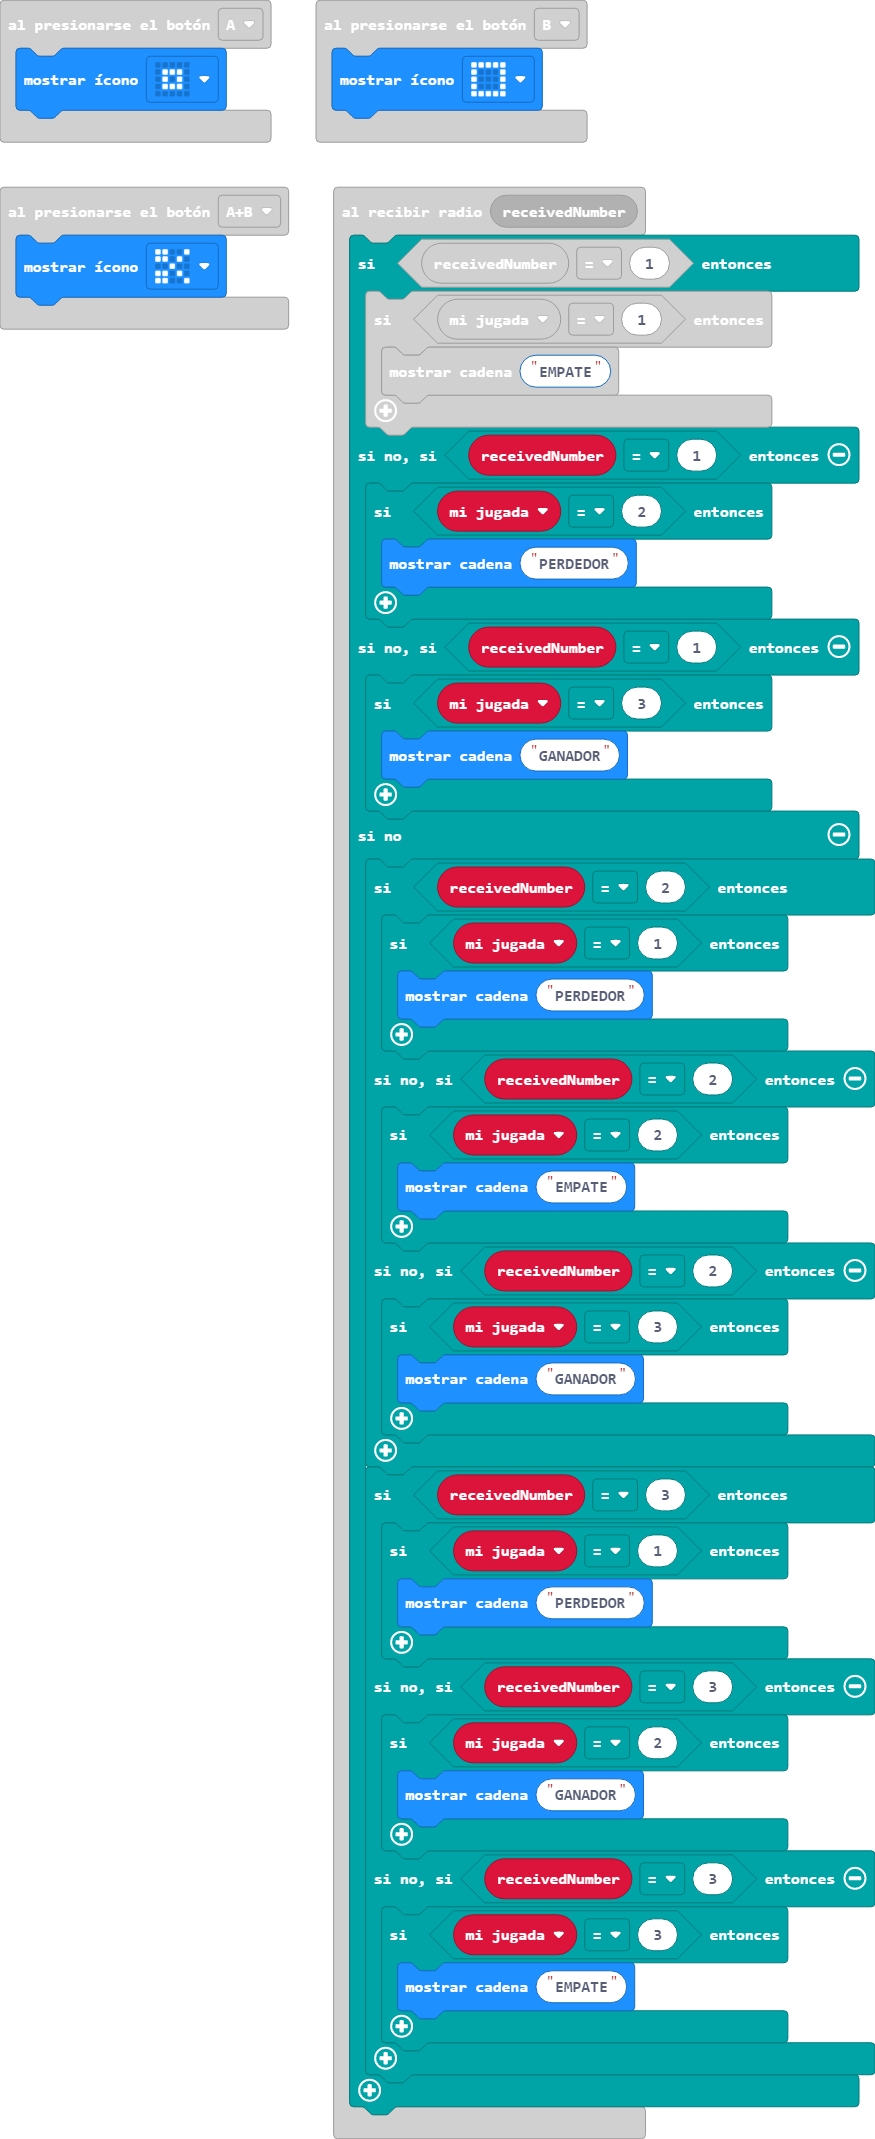 al presionarse el botón A
mostrar ícono
al presionarse el botón B
mostrar ícono
al presionarse el botón A+B
mostrar ícono
al recibir radio receivedNumber
si receivedNumber = 1 entonces
si mi jugada = 1 entonces
mostrar cadena "EMPATE"
si no, si receivedNumber = 1 entonces
si mi jugada = 2 entonces
mostrar cadena "PERDEDOR"
si no, si receivedNumber = 1 entonces
si mi jugada = 3 entonces
mostrar cadena "GANADOR"
si no
si receivedNumber = 2 entonces
si mi jugada = 1 entonces
mostrar cadena "PERDEDOR"
si no, si receivedNumber = 2 entonces
si mi jugada = 2 entonces
mostrar cadena "EMPATE"
si no, si receivedNumber = 2 entonces
si mi jugada = 3 entonces
mostrar cadena "GANADOR"
si receivedNumber = 3 entonces
si mi jugada = 1 entonces
mostrar cadena "PERDEDOR"
si no, si receivedNumber = 3 entonces
si mi jugada = 2 entonces
mostrar cadena "GANADOR"
si no, si receivedNumber = 3 entonces
si mi jugada = 3 entonces
mostrar cadena "EMPATE"